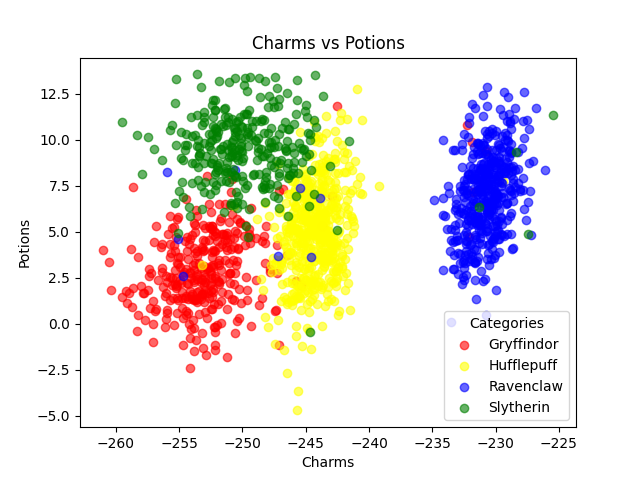 Charms vs Potions
12.5
10.0
7.5
5.0
2.5
0.0
−2.5
−5.0
Potions
−260
−255
−250
−245
−240
−235
−230
−225
Charms
Categories
Gryffindor
Hufflepuff
Ravenclaw
Slytherin